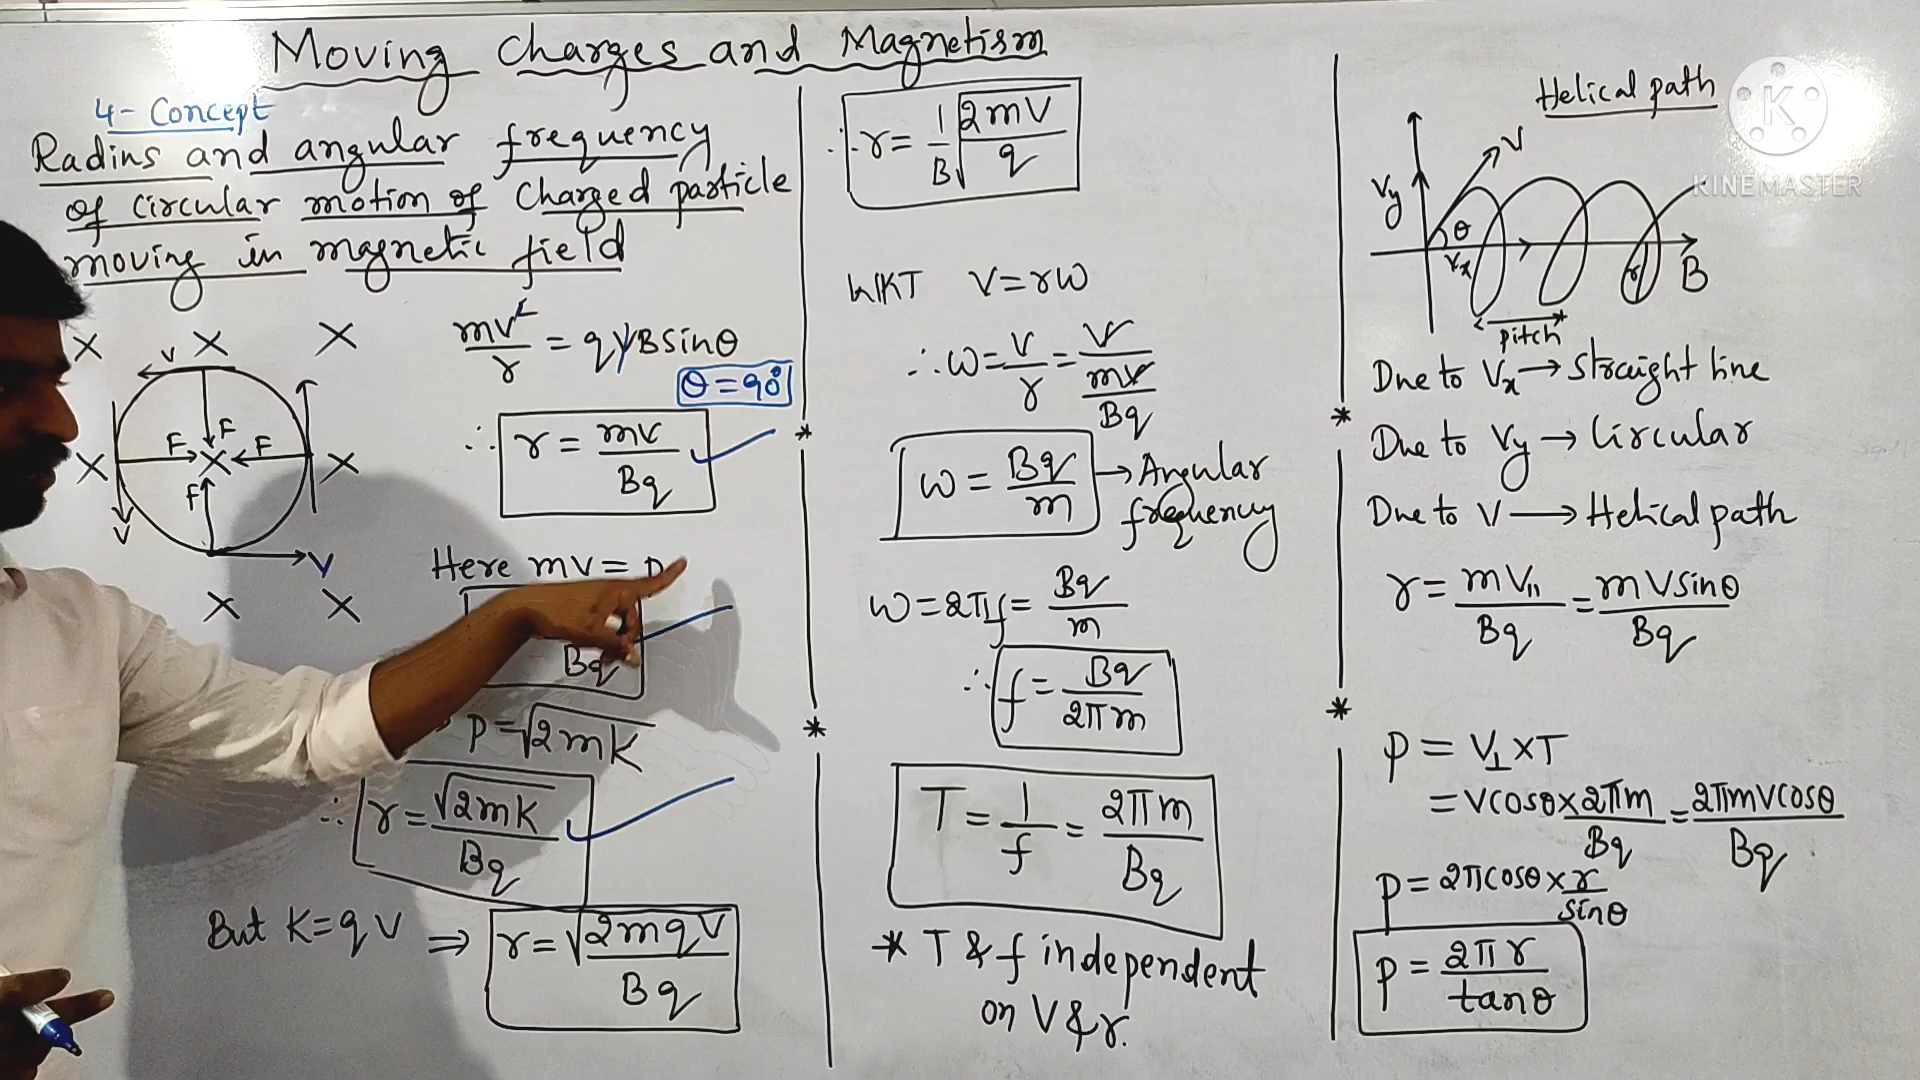 Moving Charges and Magnetism
4- Concept
Radius and angular frequency
of circular motion of Charged particle
moving in magnetic field
X X X
V
F F F
X X X
F
V
V
X X
mv²/r = qVBsinθ
θ = 90°
∴ r = mv/Bq
Here mv = p
Bq
p = √2mK
∴ r = √2mK/Bq
But K = qV ⇒ r = √2mqV/Bq
∴ r = 1/B √2mV/q
WKT V = rω
∴ ω = V/r = V/mv/Bq
ω = Bq/m → Angular
frequency
ω = 2πf = Bq/m
∴ f = Bq/2πm
T = 1/f = 2πm/Bq
* T & f independent
on V & r.
*
*
Helical path
K
KINEMASTER
V
Vy
θ
Vx
r
B
pitch
Due to Vx → Straight line
Due to Vy → Circular
Due to V → Helical path
*
r = mV॥/Bq = mVsinθ/Bq
*
P = V⊥ × T
= Vcosθ × 2πm/Bq = 2πmVcosθ/Bq
P = 2πcosθ × r/sinθ
P = 2πr/tanθ